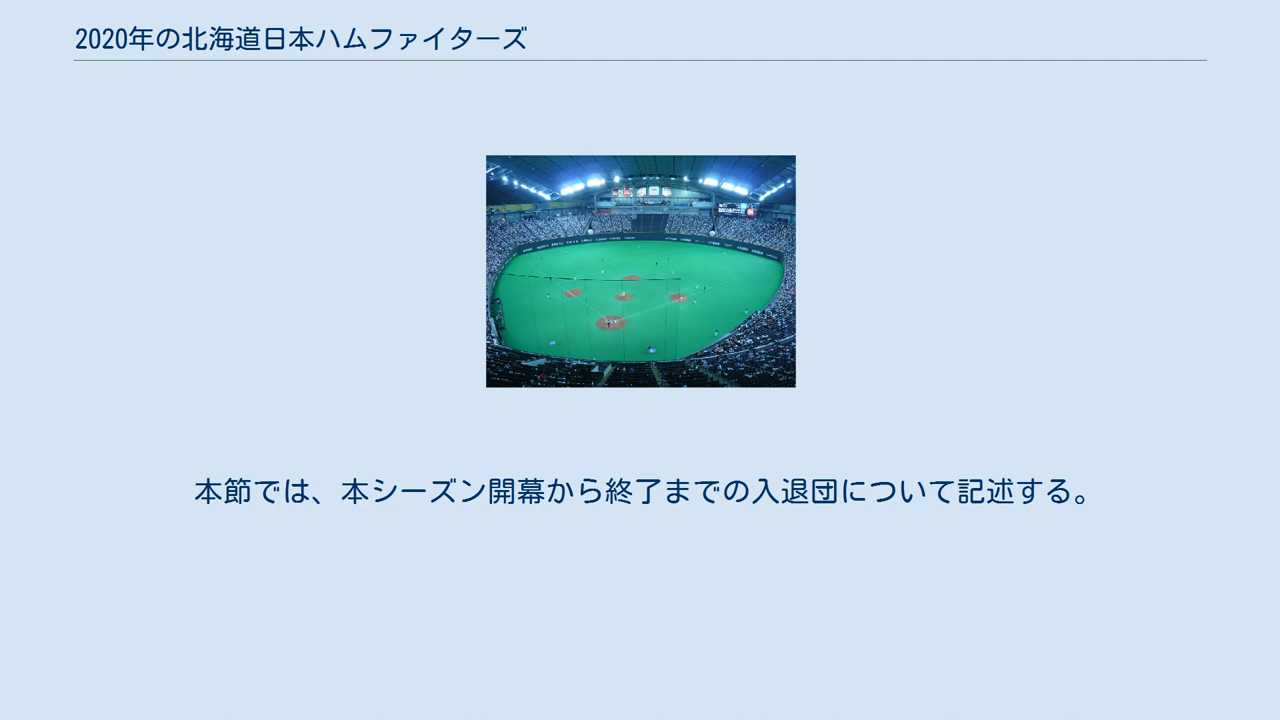 2020年の北海道日本ハムファイターズ
本節では、本シーズン開幕から終了までの入退団について記述する。